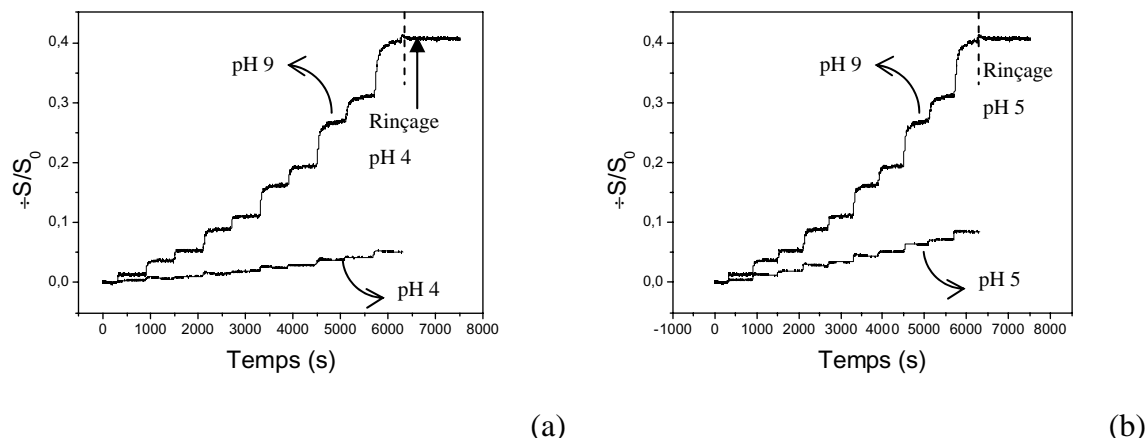 0,4
0,3
0,2
0,1
0,0
÷S/S0
pH 9
Rinçage
pH 4
pH 4
0 1000 2000 3000 4000 5000 6000 7000 8000
Temps (s)
(a)
0,4
0,3
0,2
0,1
0,0
÷S/S0
pH 9
Rinçage
pH 5
pH 5
-1000 0 1000 2000 3000 4000 5000 6000 7000 8000
Temps (s)
(b)